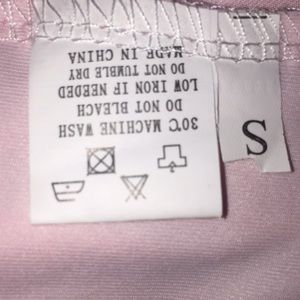 30℃ MACHINE WASH
DO NOT BLEACH
LOW IRON IF NEEDED
DO NOT TUMBLE DRY
MADE IN CHINA
S